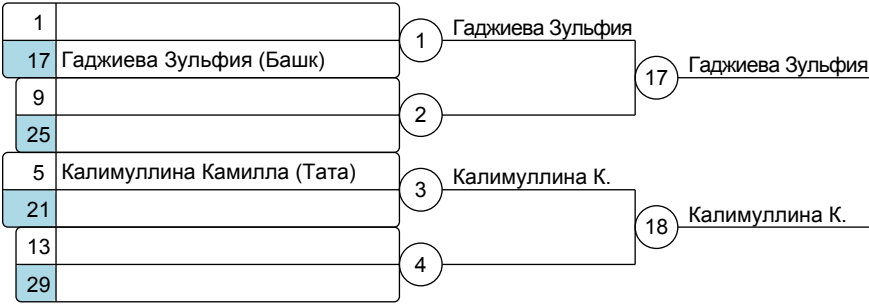 1
17 Гаджиева Зульфия (Башк)
1 Гаджиева Зульфия
17 Гаджиева Зульфия
9
25
2
5 Калимуллина Камилла (Тата)
21
3 Калимуллина К.
18 Калимуллина К.
13
29
4